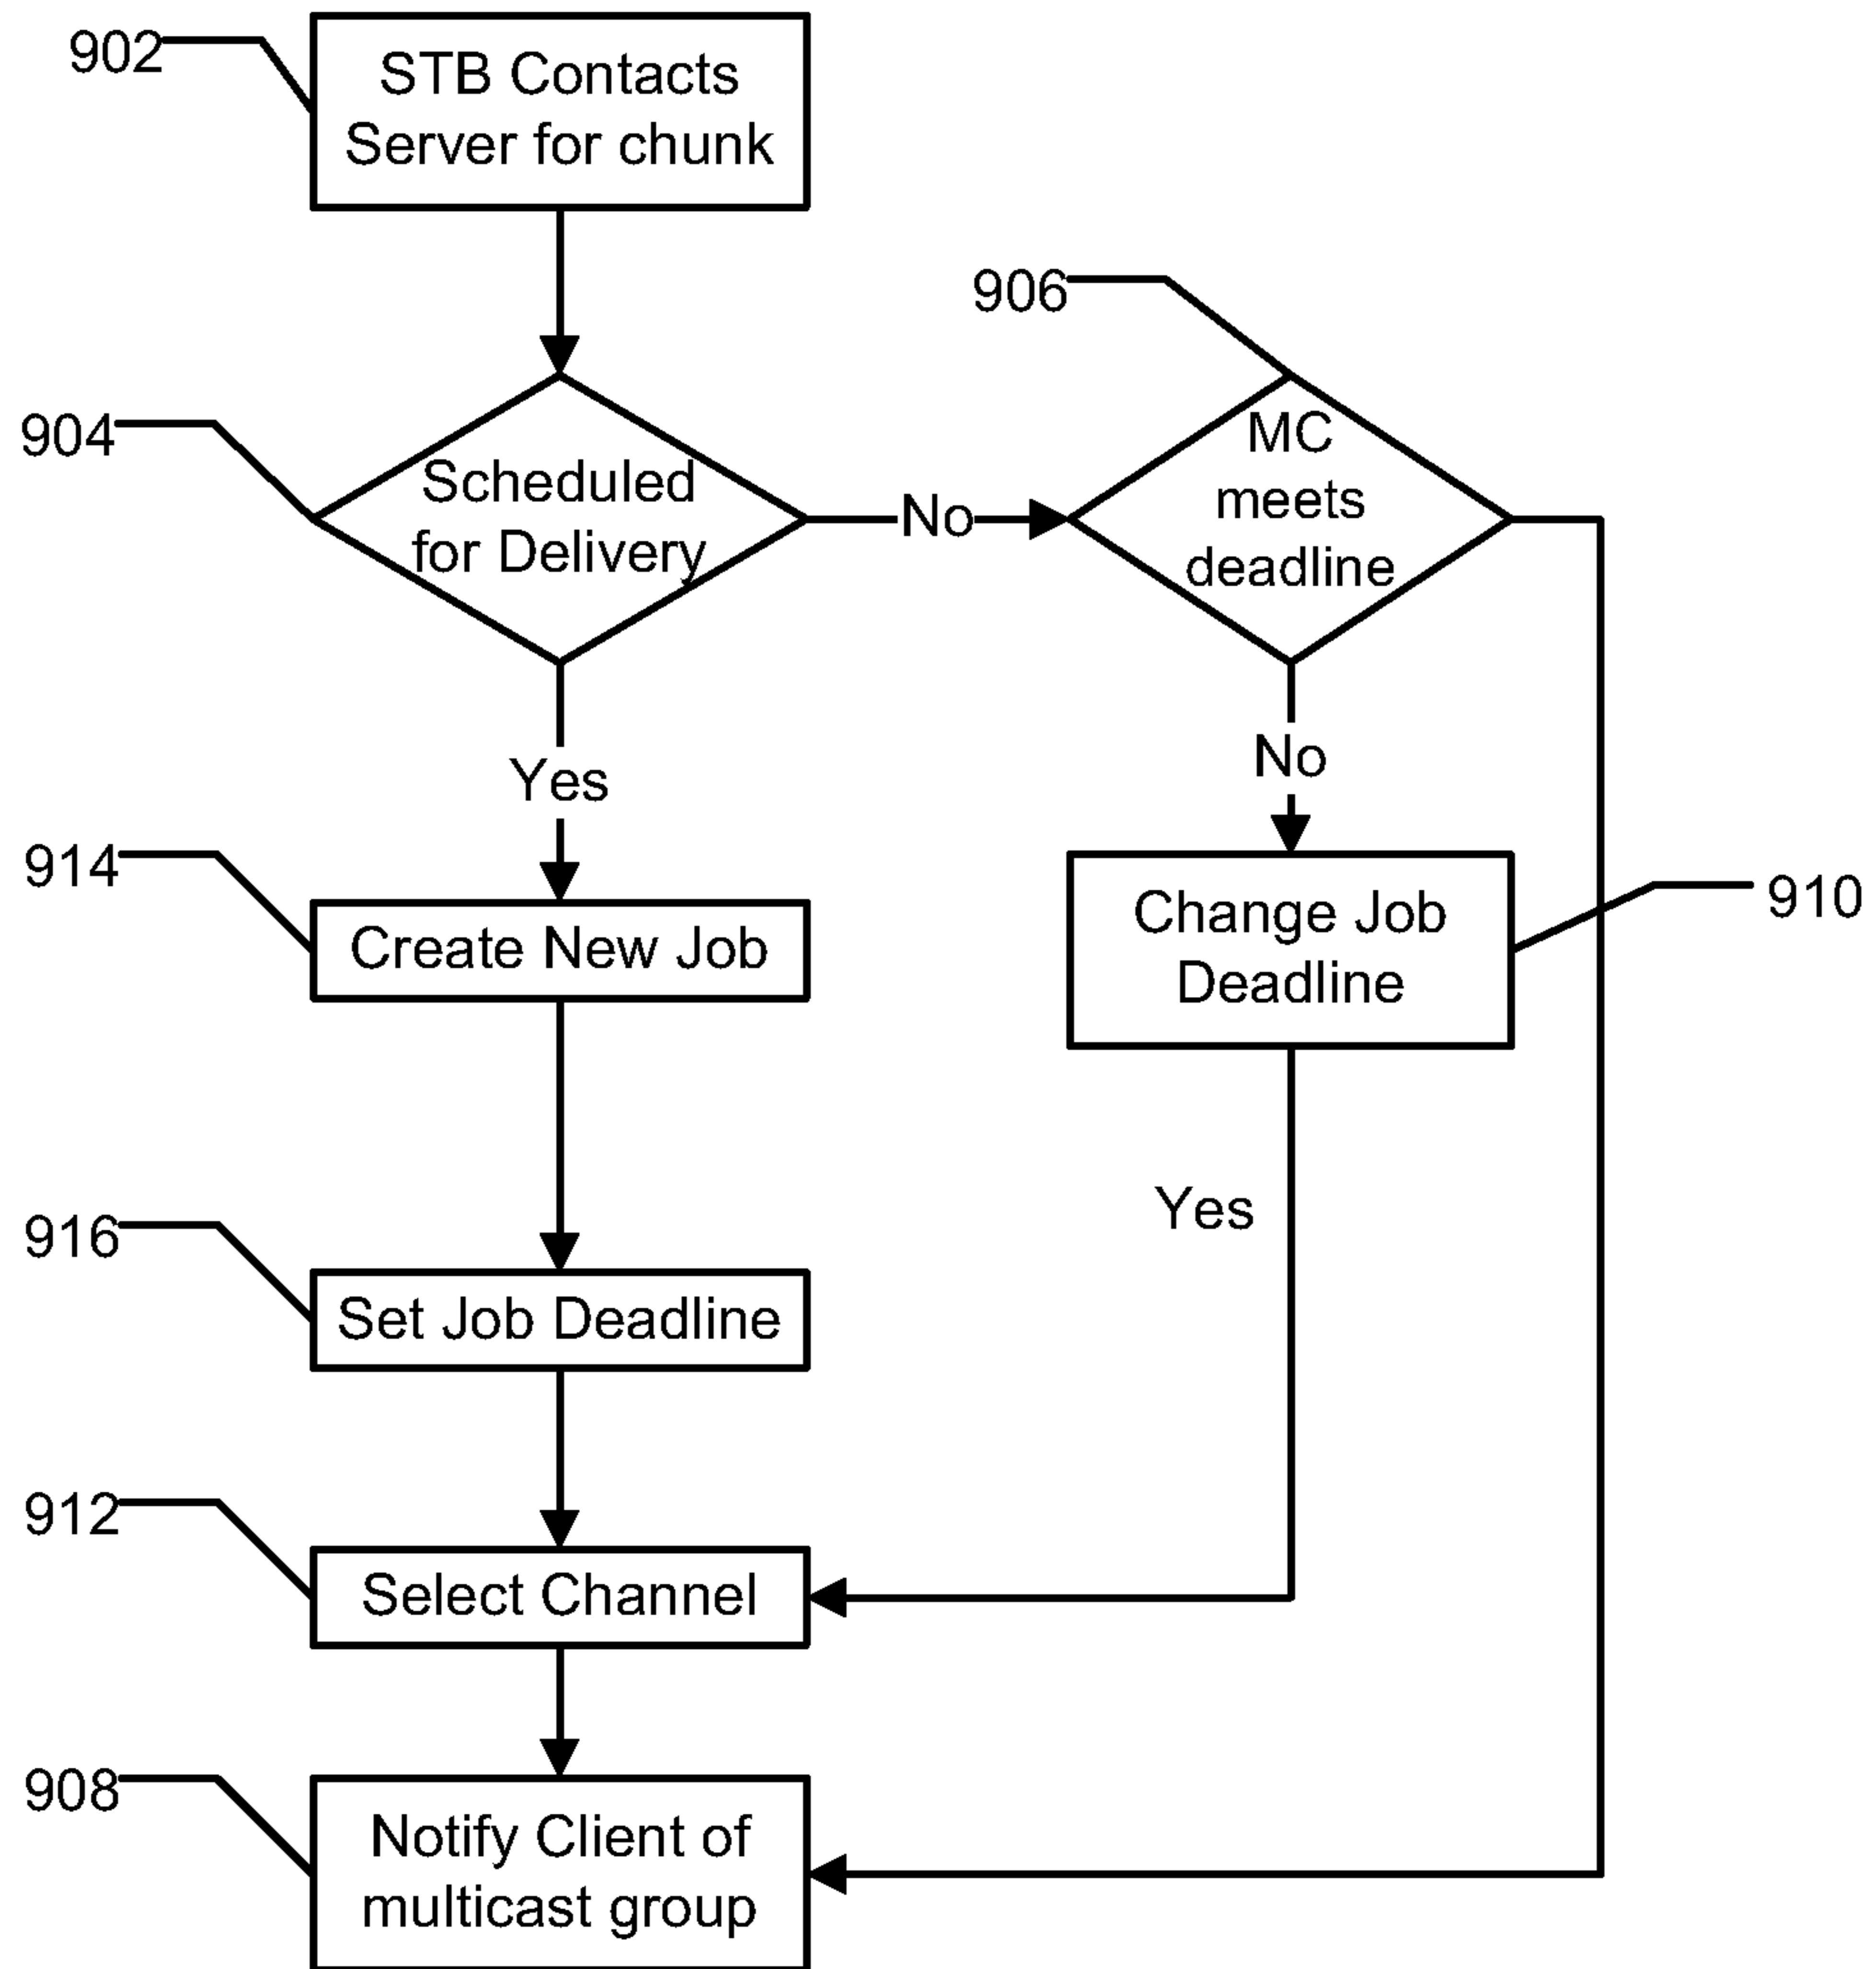 902
STB Contacts
Server for chunk
906
904
Scheduled
for Delivery
No
MC
meets
deadline
Yes
No
914
Create New Job
Change Job
Deadline
910
916
Set Job Deadline
Yes
912
Select Channel
908
Notify Client of
multicast group